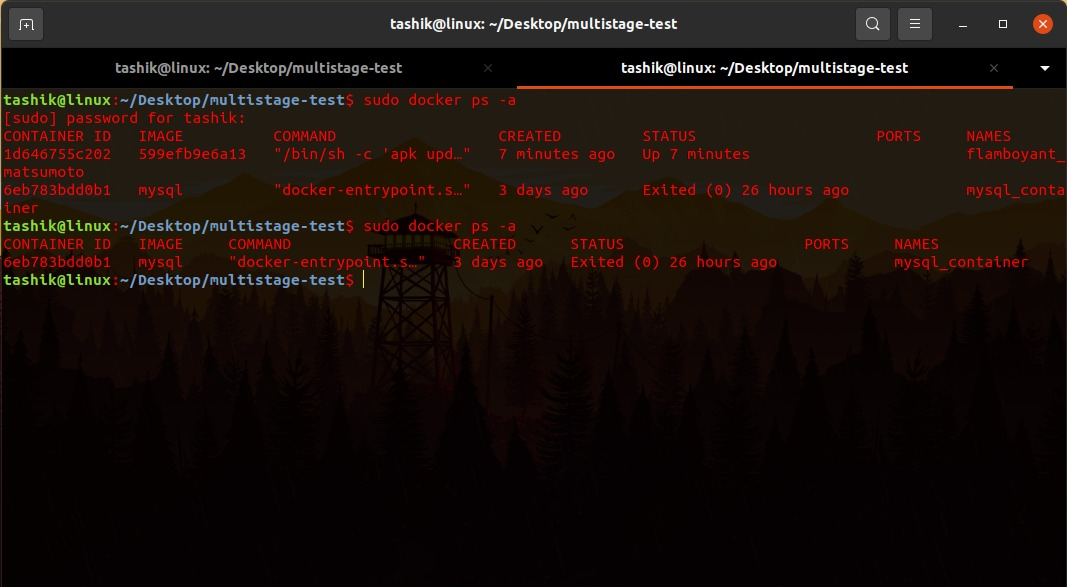 tashik@linux: ~/Desktop/multistage-test
tashik@linux: ~/Desktop/multistage-test
tashik@linux: ~/Desktop/multistage-test
tashik@linux:~/Desktop/multistage-test$ sudo docker ps -a
[sudo] password for tashik:
CONTAINER ID   IMAGE          COMMAND                  CREATED         STATUS                    PORTS     NAMES
1d646755c202   599efb9e6a13   "/bin/sh -c 'apk upd…"   7 minutes ago   Up 7 minutes                        flamboyant_
matsumoto
6eb783bdd0b1   mysql          "docker-entrypoint.s…"   3 days ago      Exited (0) 26 hours ago             mysql_conta
iner
tashik@linux:~/Desktop/multistage-test$ sudo docker ps -a
CONTAINER ID   IMAGE     COMMAND                  CREATED      STATUS                    PORTS     NAMES
6eb783bdd0b1   mysql     "docker-entrypoint.s…"   3 days ago   Exited (0) 26 hours ago             mysql_container
tashik@linux:~/Desktop/multistage-test$